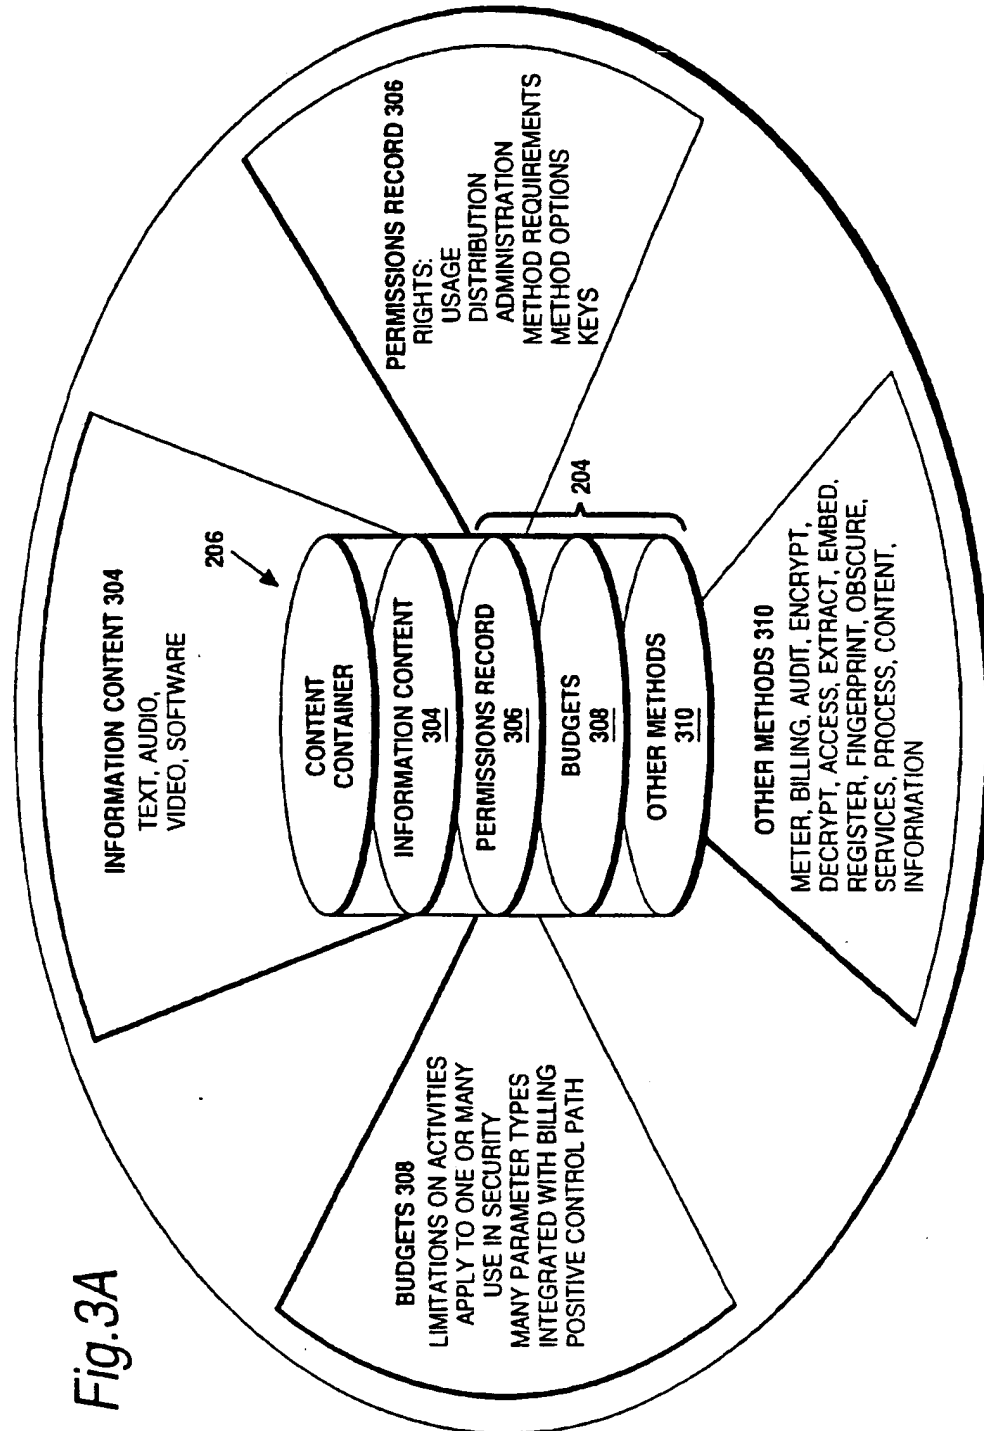 Fig.3A
INFORMATION CONTENT 304
TEXT, AUDIO,
VIDEO, SOFTWARE
206
CONTENT
CONTAINER
INFORMATION CONTENT
304
PERMISSIONS RECORD
306
BUDGETS
308
OTHER METHODS
310
204
BUDGETS 308
LIMITATIONS ON ACTIVITIES
APPLY TO ONE OR MANY
USE IN SECURITY
MANY PARAMETER TYPES
INTEGRATED WITH BILLING
POSITIVE CONTROL PATH
PERMISSIONS RECORD 306
RIGHTS:
USAGE
DISTRIBUTION
ADMINISTRATION
METHOD REQUIREMENTS
METHOD OPTIONS
KEYS
OTHER METHODS 310
METER, BILLING, AUDIT, ENCRYPT,
DECRYPT, ACCESS, EXTRACT, EMBED,
REGISTER, FINGERPRINT, OBSCURE,
SERVICES, PROCESS, CONTENT,
INFORMATION